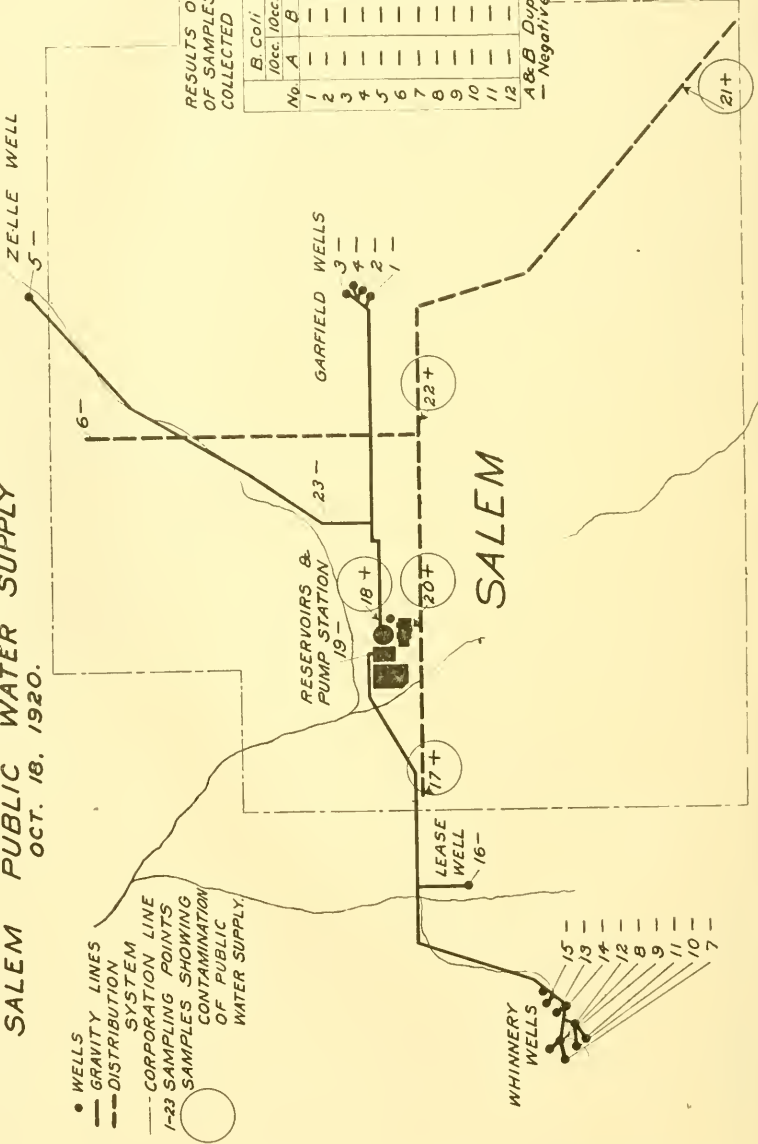 SALEM PUBLIC WATER SUPPLY
OCT. 18. 1920.
• WELLS
GRAVITY LINES
DISTRIBUTION
SYSTEM
CORPORATION LINE
1-23 SAMPLING POINTS
SAMPLES SHOWING
CONTAMINATION
OF PUBLIC
WATER SUPPLY.
ZELLE WELL
5 -
6 -
23 -
GARFIELD WELLS
3 -
4 -
2 -
1 -
RESERVOIRS &
PUMP STATION
19 -
18 +
20 +
22 +
21 +
17 +
SALEM
LEASE
WELL
16 -
WHINNERY
WELLS
15 -
13 -
14 -
12 -
8 -
9 -
11 -
10 -
7 -
RESULTS O
OF SAMPLES
COLLECTED
B. Coli
10cc. 10cc.
No. A B
1 - -
2 - -
3 - -
4 - -
5 - -
6 - -
7 - -
8 - -
9 - -
10 - -
11 - -
12 - -
A & B Dup
- Negative